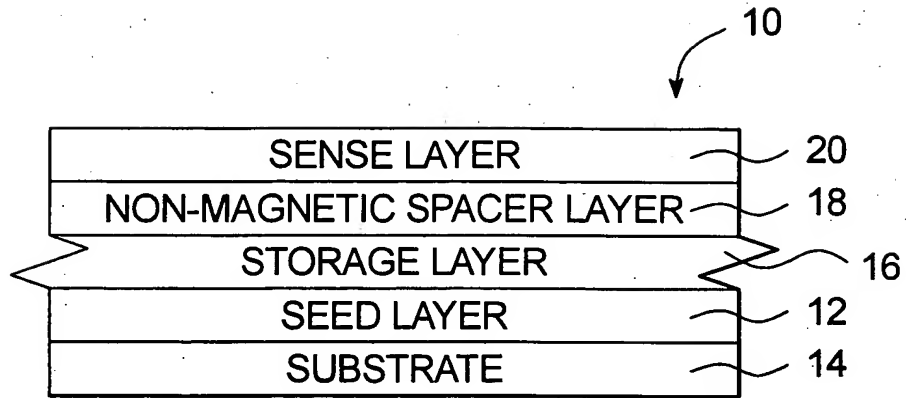 10
SENSE LAYER 20
NON-MAGNETIC SPACER LAYER 18
STORAGE LAYER 16
SEED LAYER 12
SUBSTRATE 14